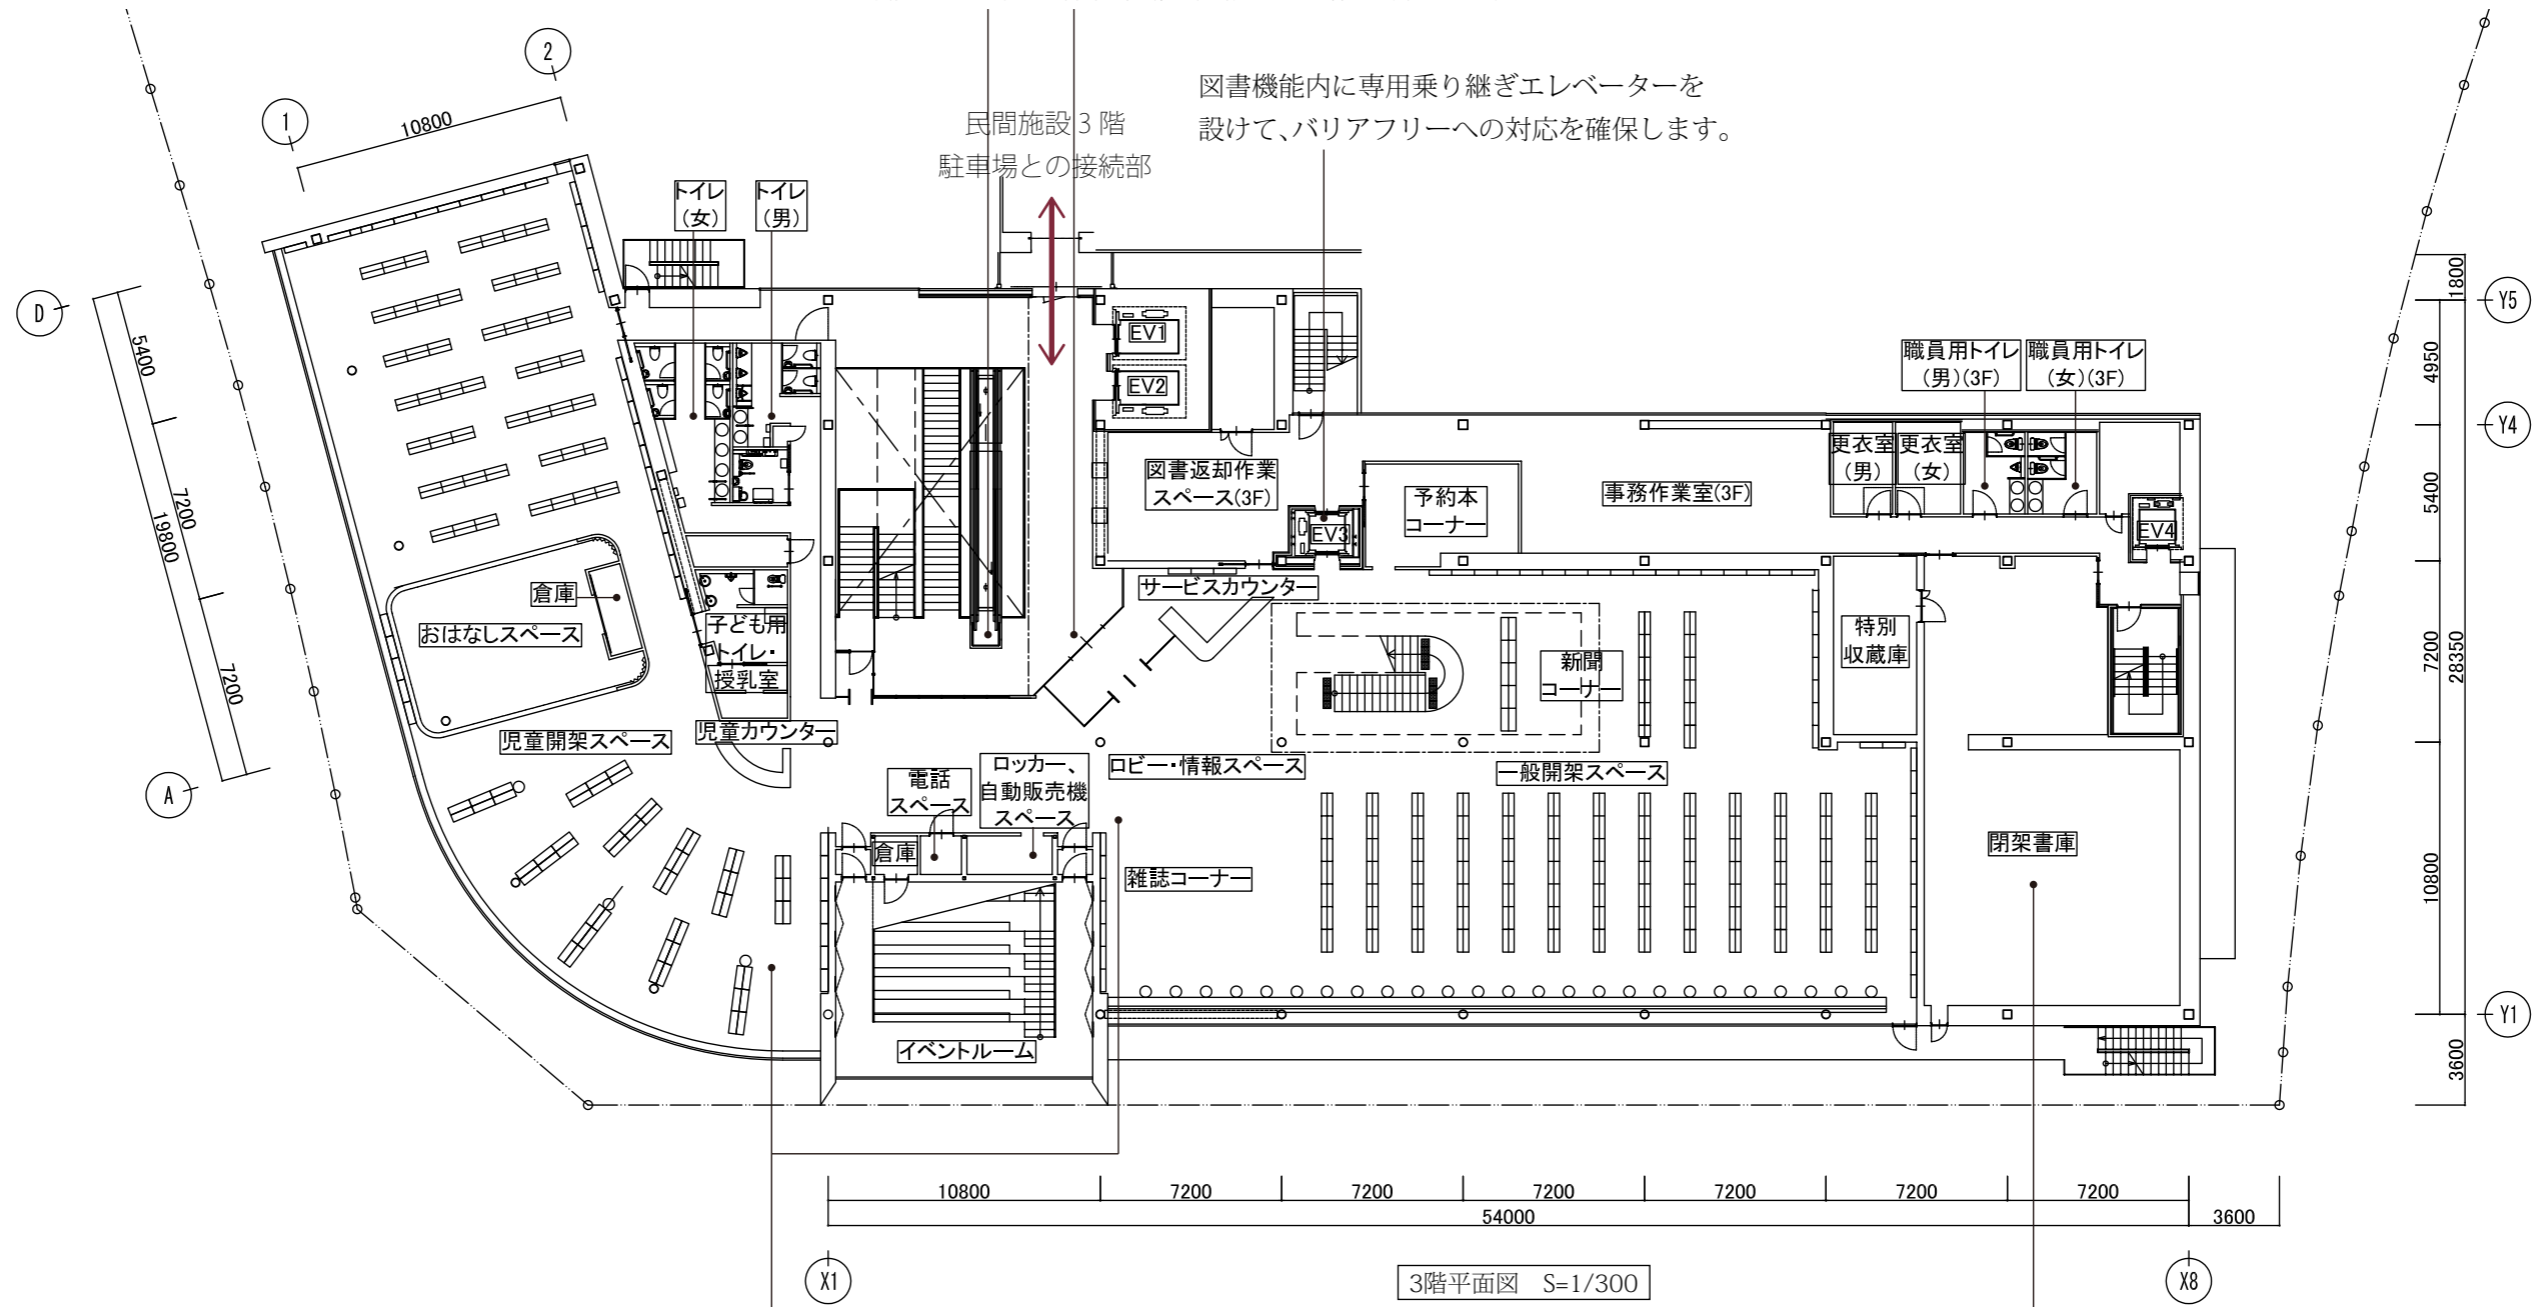 図書機能内に専用乗り継ぎエレベーターを
設けて、バリアフリーへの対応を確保します。
民間施設３階
駐車場との接続部
2
1
10800
D
5400
7200
19800
7200
A
トイレ
(女)
トイレ
(男)
EV1
EV2
図書返却作業
スペース(3F)
EV3
予約本
コーナー
事務作業室(3F)
更衣室
(男)
更衣室
(女)
職員用トイレ
(男)(3F)
職員用トイレ
(女)(3F)
EV4
サービスカウンター
倉庫
おはなしスペース
子ども用
トイレ・
授乳室
新聞
コーナー
特別
収蔵庫
児童開架スペース
児童カウンター
電話
スペース
ロッカー、
自動販売機
スペース
ロビー・情報スペース
一般開架スペース
倉庫
雑誌コーナー
閉架書庫
イベントルーム
1800
4950
5400
7200
28350
10800
3600
Y5
Y4
Y1
10800
7200
7200
7200
7200
7200
7200
54000
3600
X1
X8
3階平面図 S=1/300